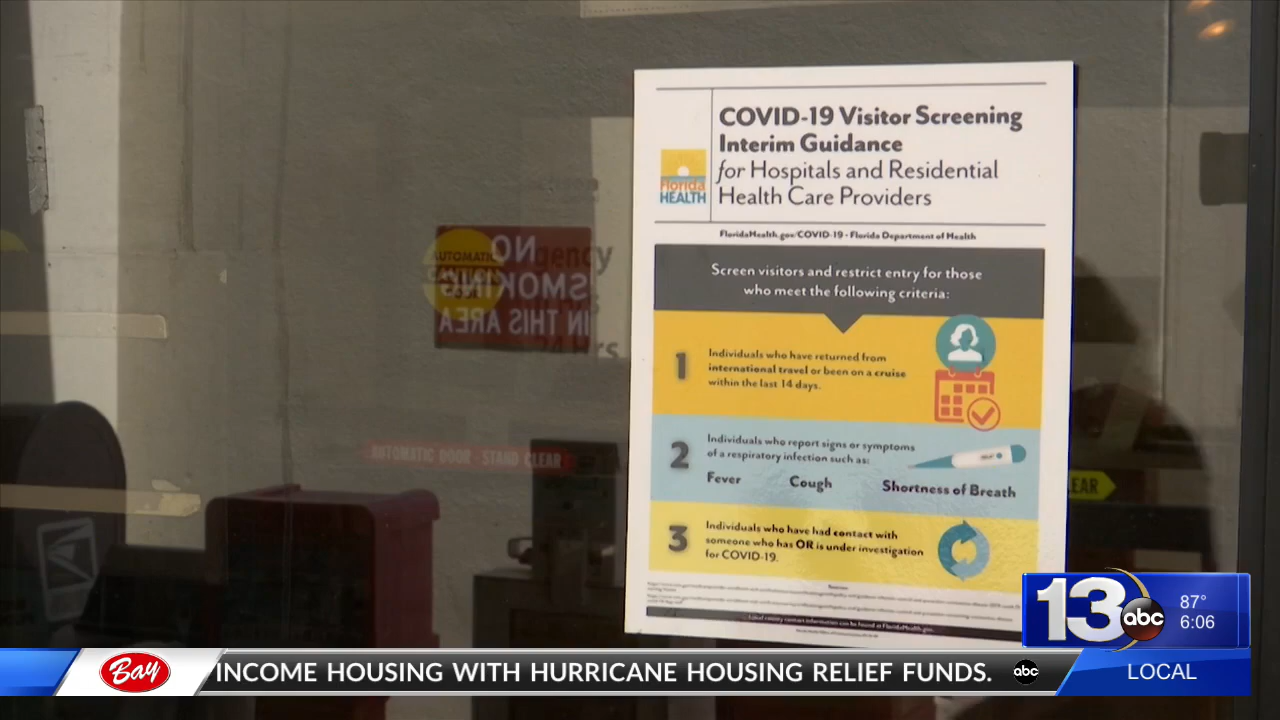 COVID-19 Visitor Screening
Interim Guidance
for Hospitals and Residential
Health Care Providers
Florida
HEALTH
FloridaHealth.gov/COVID-19 - Florida Department of Health
Screen visitors and restrict entry for those
who meet the following criteria:
1
Individuals who have returned from
international travel or been on a cruise
within the last 14 days.
2
Individuals who report signs or symptoms
of a respiratory infection such as:
Fever Cough Shortness of Breath
3
Individuals who have had contact with
someone who has OR is under investigation
for COVID-19.
NO
SMOKING
IN THIS AREA
AUTOMATIC
AUTOMATIC DOOR - STAND CLEAR
13 abc
87°
6:06
LOCAL
Bay
INCOME HOUSING WITH HURRICANE HOUSING RELIEF FUNDS.
abc